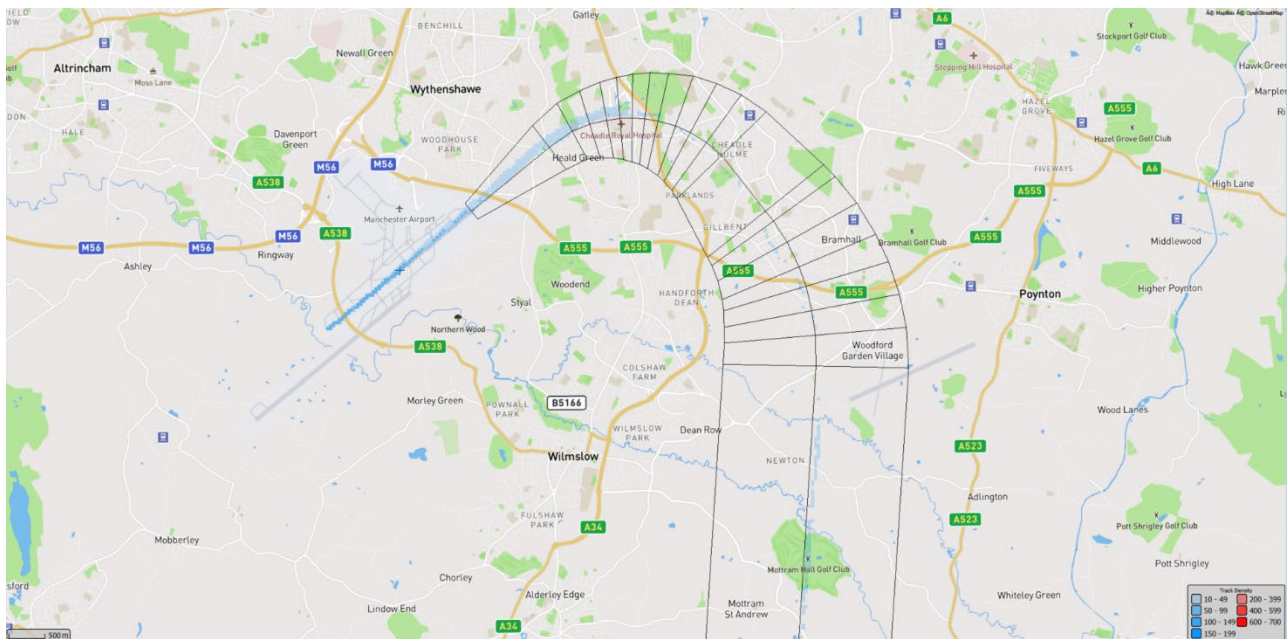 © MapBox © OpenStreetMap
Gatley
A6
Stockport Golf Club
BENCHILL
Newall Green
Altrincham
Moss Lane
Stepping Hill Hospital
Hawk Green
Wythenshawe
Marple
HAZEL
GROVE
A555
HALE
Davenport
Green
WOODHOUSE
PARK
Cheadle Royal Hospital
CHEADLE
HULME
Hazel Grove Golf Club
Heald Green
M56
M56
A538
FIVEWAYS
A6
High Lane
PARKLANDS
A555
Manchester Airport
A538
M56
M56
M56
Ringway
Ashley
A555
A555
GILLBENT
Bramhall
Bramhall Golf Club
A555
Middlewood
A555
A555
Woodend
Styal
HANDFORTH
DEAN
Poynton
Higher Poynton
Northern Wood
A538
Woodford
Garden Village
COLSHAW
FARM
Morley Green
POWNALL
PARK
B5166
Wood Lanes
WILMSLOW
PARK
Dean Row
Wilmslow
NEWTON
A523
Adlington
FULSHAW
PARK
A34
A523
Pott Shrigley Golf Club
Mobberley
Mottram Hall Golf Club
Pott Shrigley
Chorley
Alderley Edge
Lindow End
Mottram
St Andrew
Whiteley Green
A34
500 m
Track Density
10 - 49
200 - 399
50 - 99
400 - 599
100 - 149
600 - 700
150 - 199